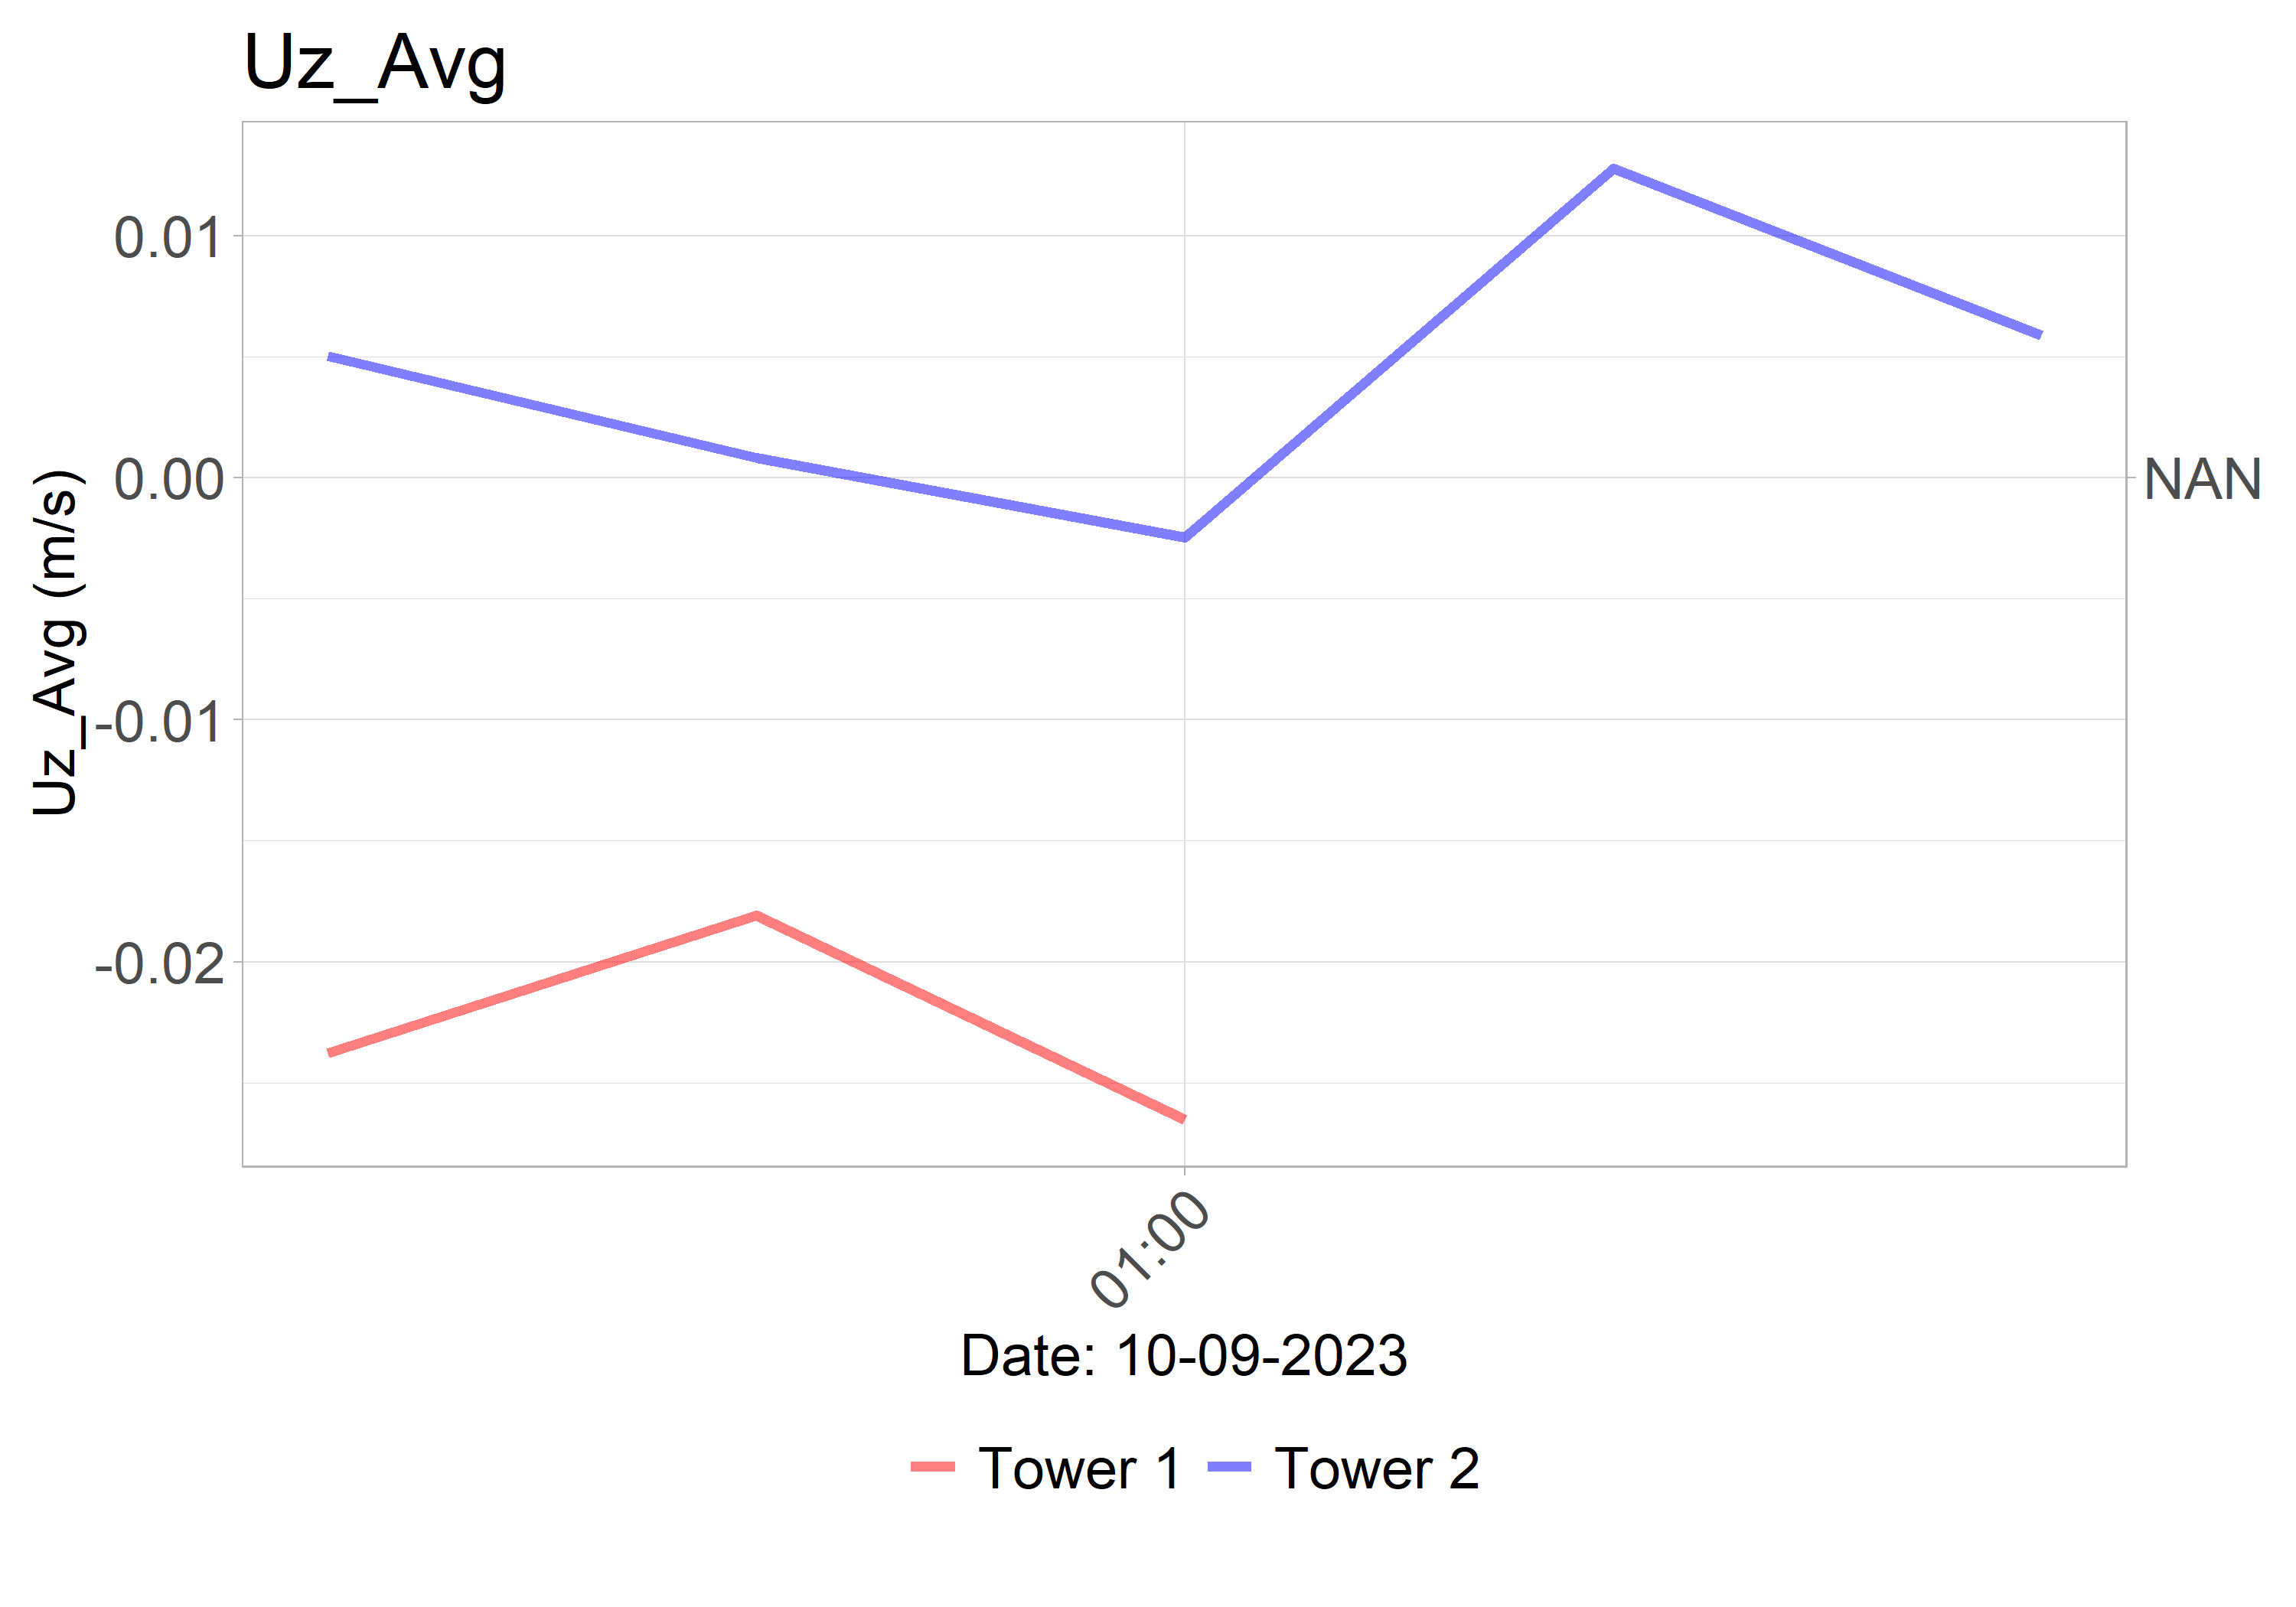 Uz_Avg
Uz_Avg (m/s)
0.01
0.00
-0.01
-0.02
NAN
01:00
Date: 10-09-2023
Tower 1 Tower 2